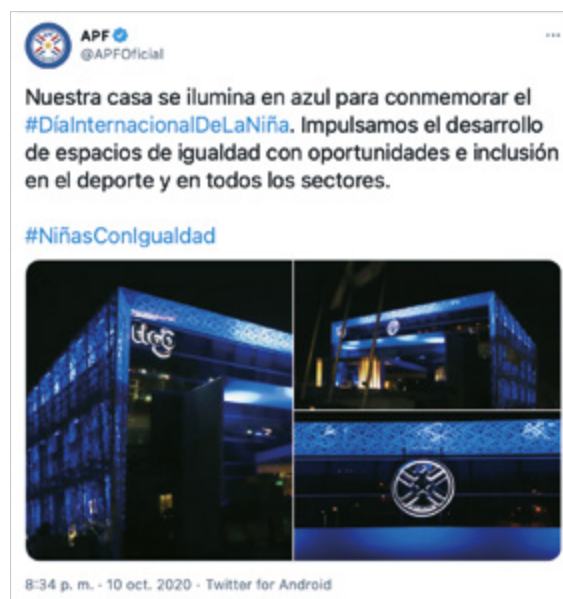 APF
@APFOficial
Nuestra casa se ilumina en azul para conmemorar el
#DíaInternacionalDeLaNiña. Impulsamos el desarrollo
de espacios de igualdad con oportunidades e inclusión
en el deporte y en todos los sectores.
#NiñasConIgualdad
tigo
8:34 p. m. · 10 oct. 2020 · Twitter for Android